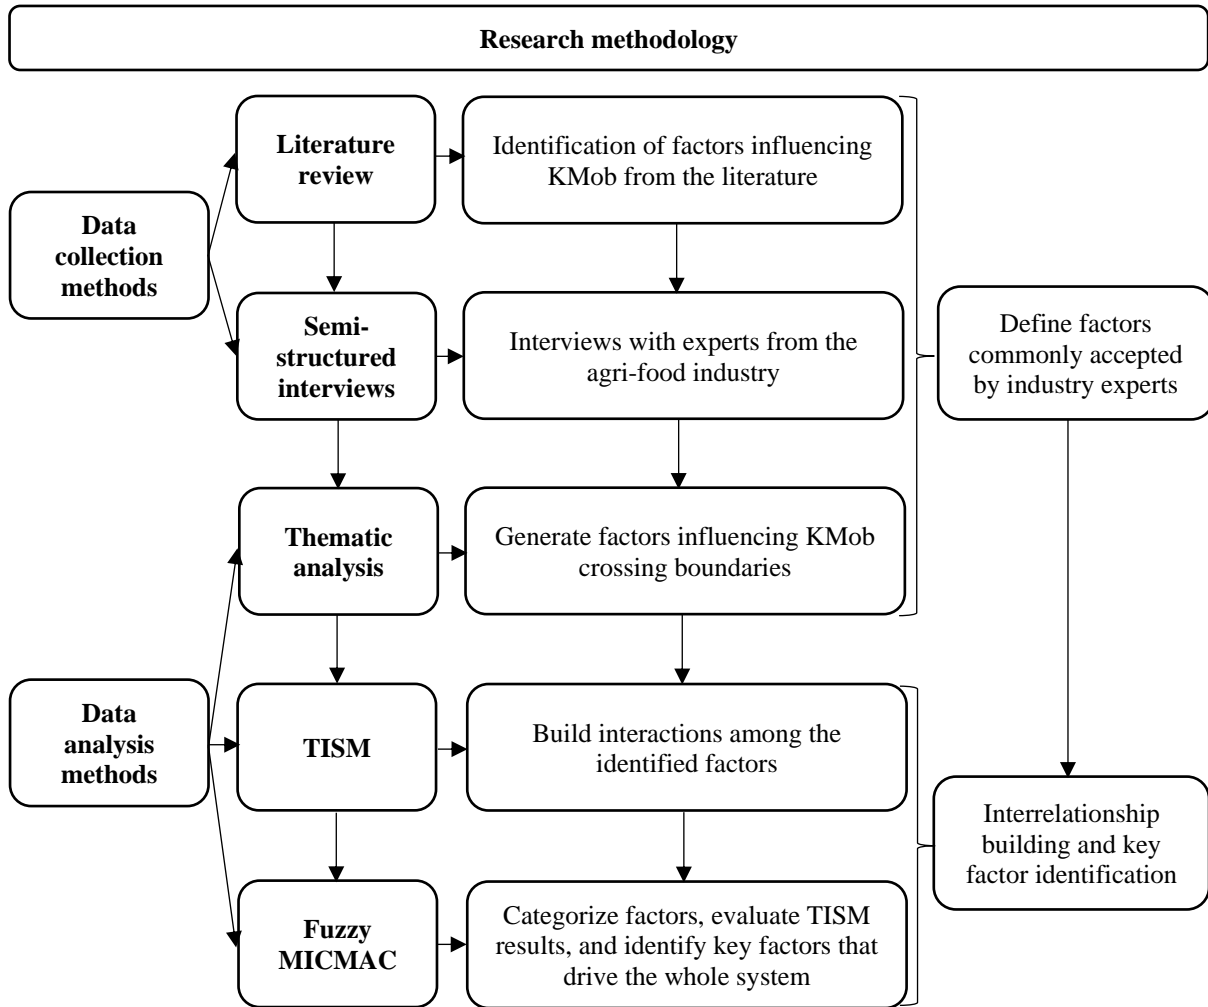 Research methodology
Data
collection
methods
Literature
review
Identification of factors influencing
KMob from the literature
Semi-
structured
interviews
Interviews with experts from the
agri-food industry
Define factors
commonly accepted
by industry experts
Thematic
analysis
Generate factors influencing KMob
crossing boundaries
Data
analysis
methods
TISM
Build interactions among the
identified factors
Interrelationship
building and key
factor identification
Fuzzy
MICMAC
Categorize factors, evaluate TISM
results, and identify key factors that
drive the whole system